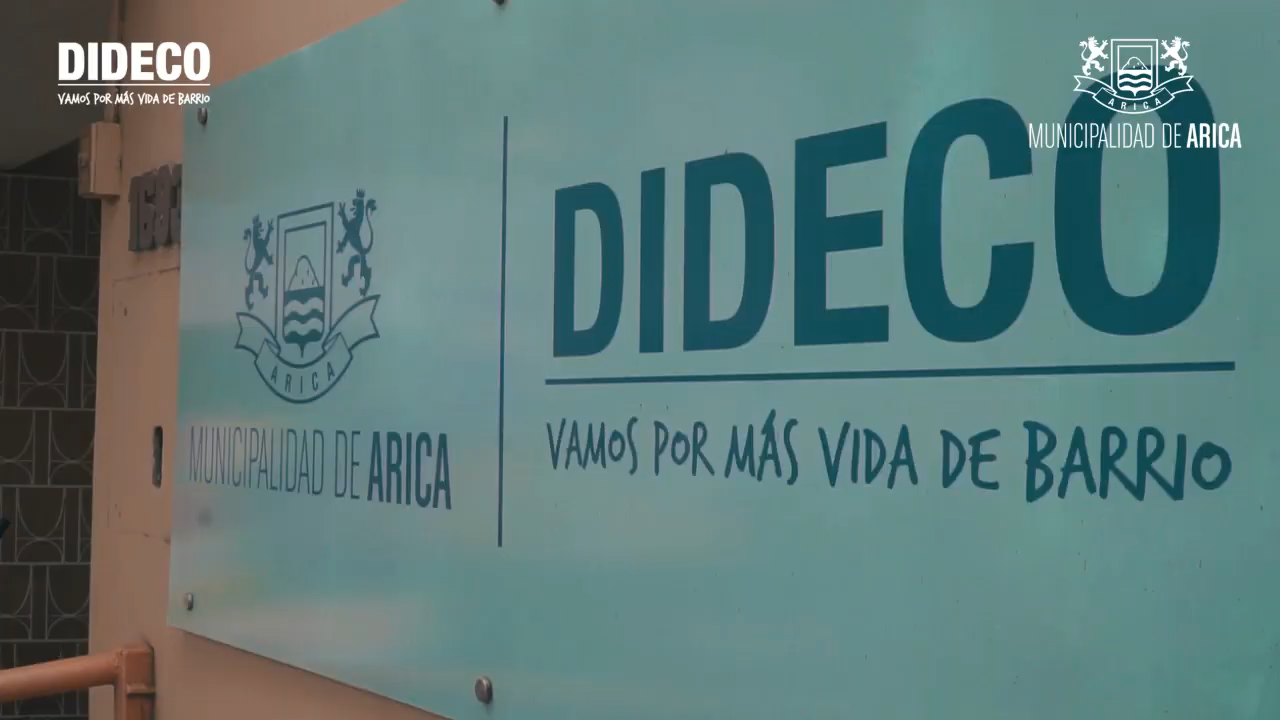 DIDECO
VAMOS POR MÁS VIDA DE BARRIO
ARICA
MUNICIPALIDAD DE ARICA
ARICA
MUNICIPALIDAD DE ARICA
DIDECO
VAMOS POR MÁS VIDA DE BARRIO